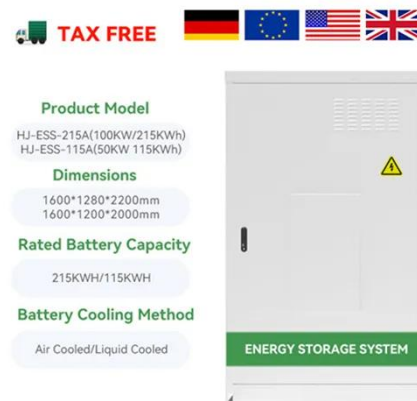 TAX FREE
Product Model
HJ-ESS-215A(100KW/215KWh)
HJ-ESS-115A(50KW 115KWh)
Dimensions
1600*1280*2200mm
1600*1200*2000mm
Rated Battery Capacity
215KWH/115KWH
Battery Cooling Method
Air Cooled/Liquid Cooled
ENERGY STORAGE SYSTEM